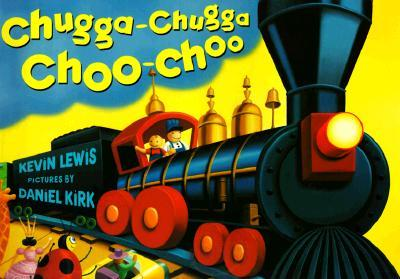 Chugga-Chugga
Choo-choo
KEVIN LEWIS
PICTURES BY
DANIEL KIRK